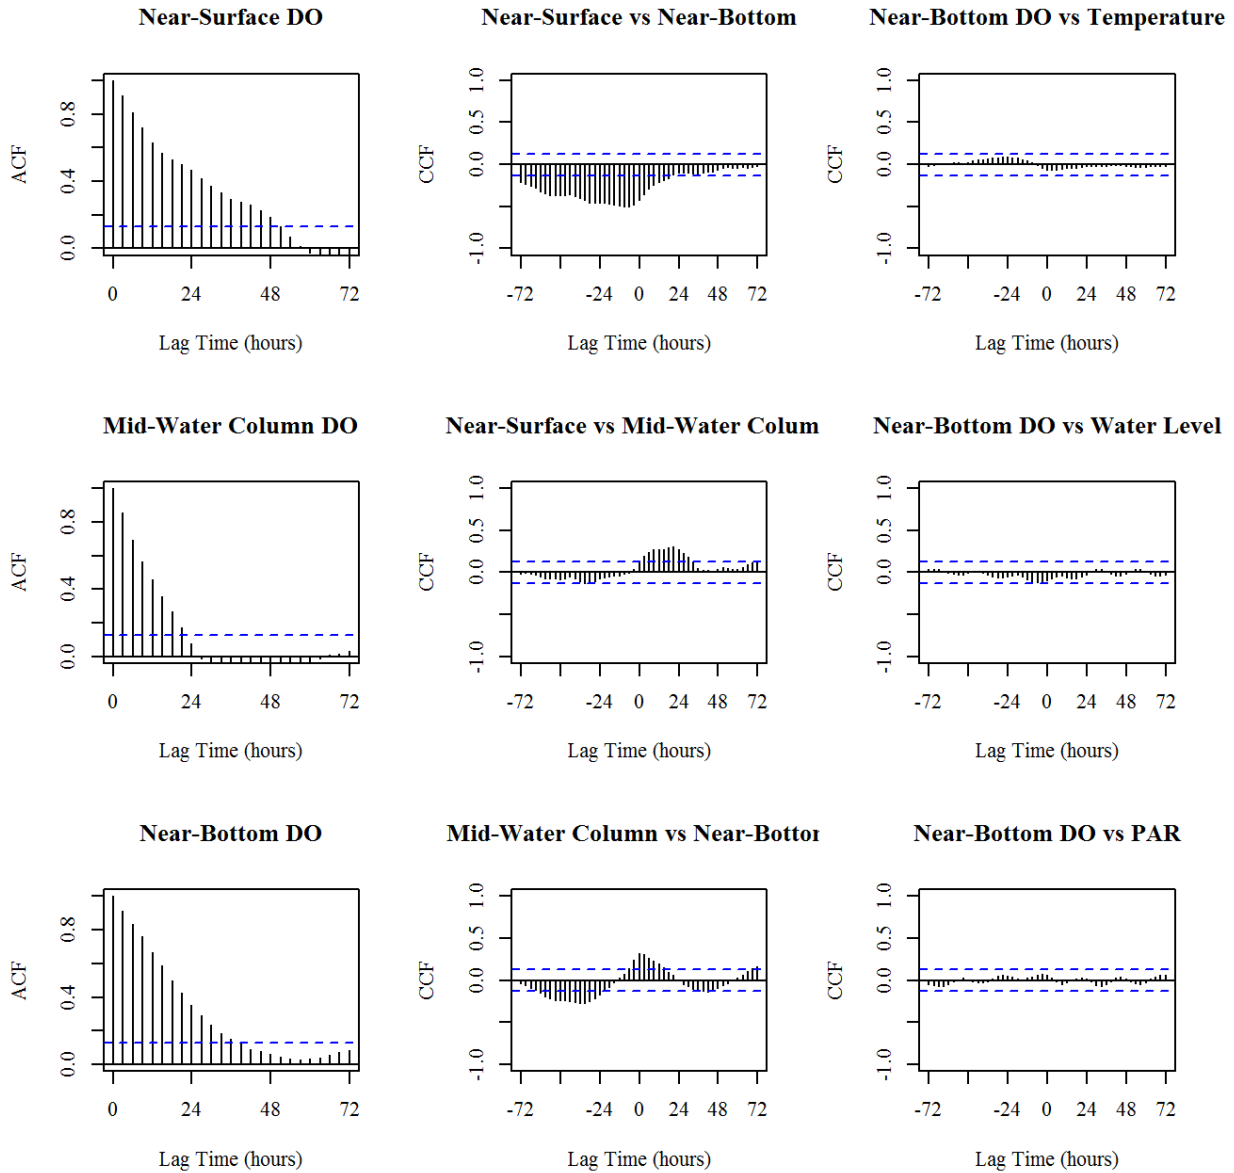 Near-Surface DO
ACF
0.0 0.4 0.8
0 24 48 72
Lag Time (hours)
Near-Surface vs Near-Bottom
CCF
-1.0 0.0 0.5 1.0
-72 -24 0 24 48 72
Lag Time (hours)
Near-Bottom DO vs Temperature
CCF
-1.0 0.0 0.5 1.0
-72 -24 0 24 48 72
Lag Time (hours)
Mid-Water Column DO
ACF
0.0 0.4 0.8
0 24 48 72
Lag Time (hours)
Near-Surface vs Mid-Water Colum
CCF
-1.0 0.0 0.5 1.0
-72 -24 0 24 48 72
Lag Time (hours)
Near-Bottom DO vs Water Level
CCF
-1.0 0.0 0.5 1.0
-72 -24 0 24 48 72
Lag Time (hours)
Near-Bottom DO
ACF
0.0 0.4 0.8
0 24 48 72
Lag Time (hours)
Mid-Water Column vs Near-Bottor
CCF
-1.0 0.0 0.5 1.0
-72 -24 0 24 48 72
Lag Time (hours)
Near-Bottom DO vs PAR
CCF
-1.0 0.0 0.5 1.0
-72 -24 0 24 48 72
Lag Time (hours)